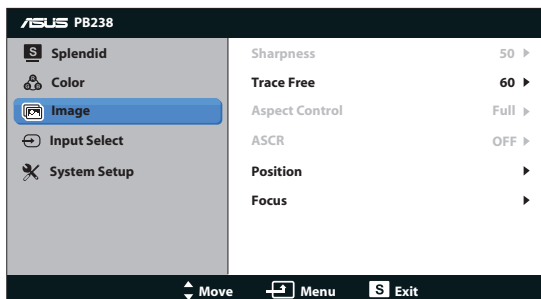 ASUS PB238
S Splendid
Color
Image
Input Select
System Setup
Sharpness 50
Trace Free 60
Aspect Control Full
ASCR OFF
Position
Focus
Move Menu S Exit